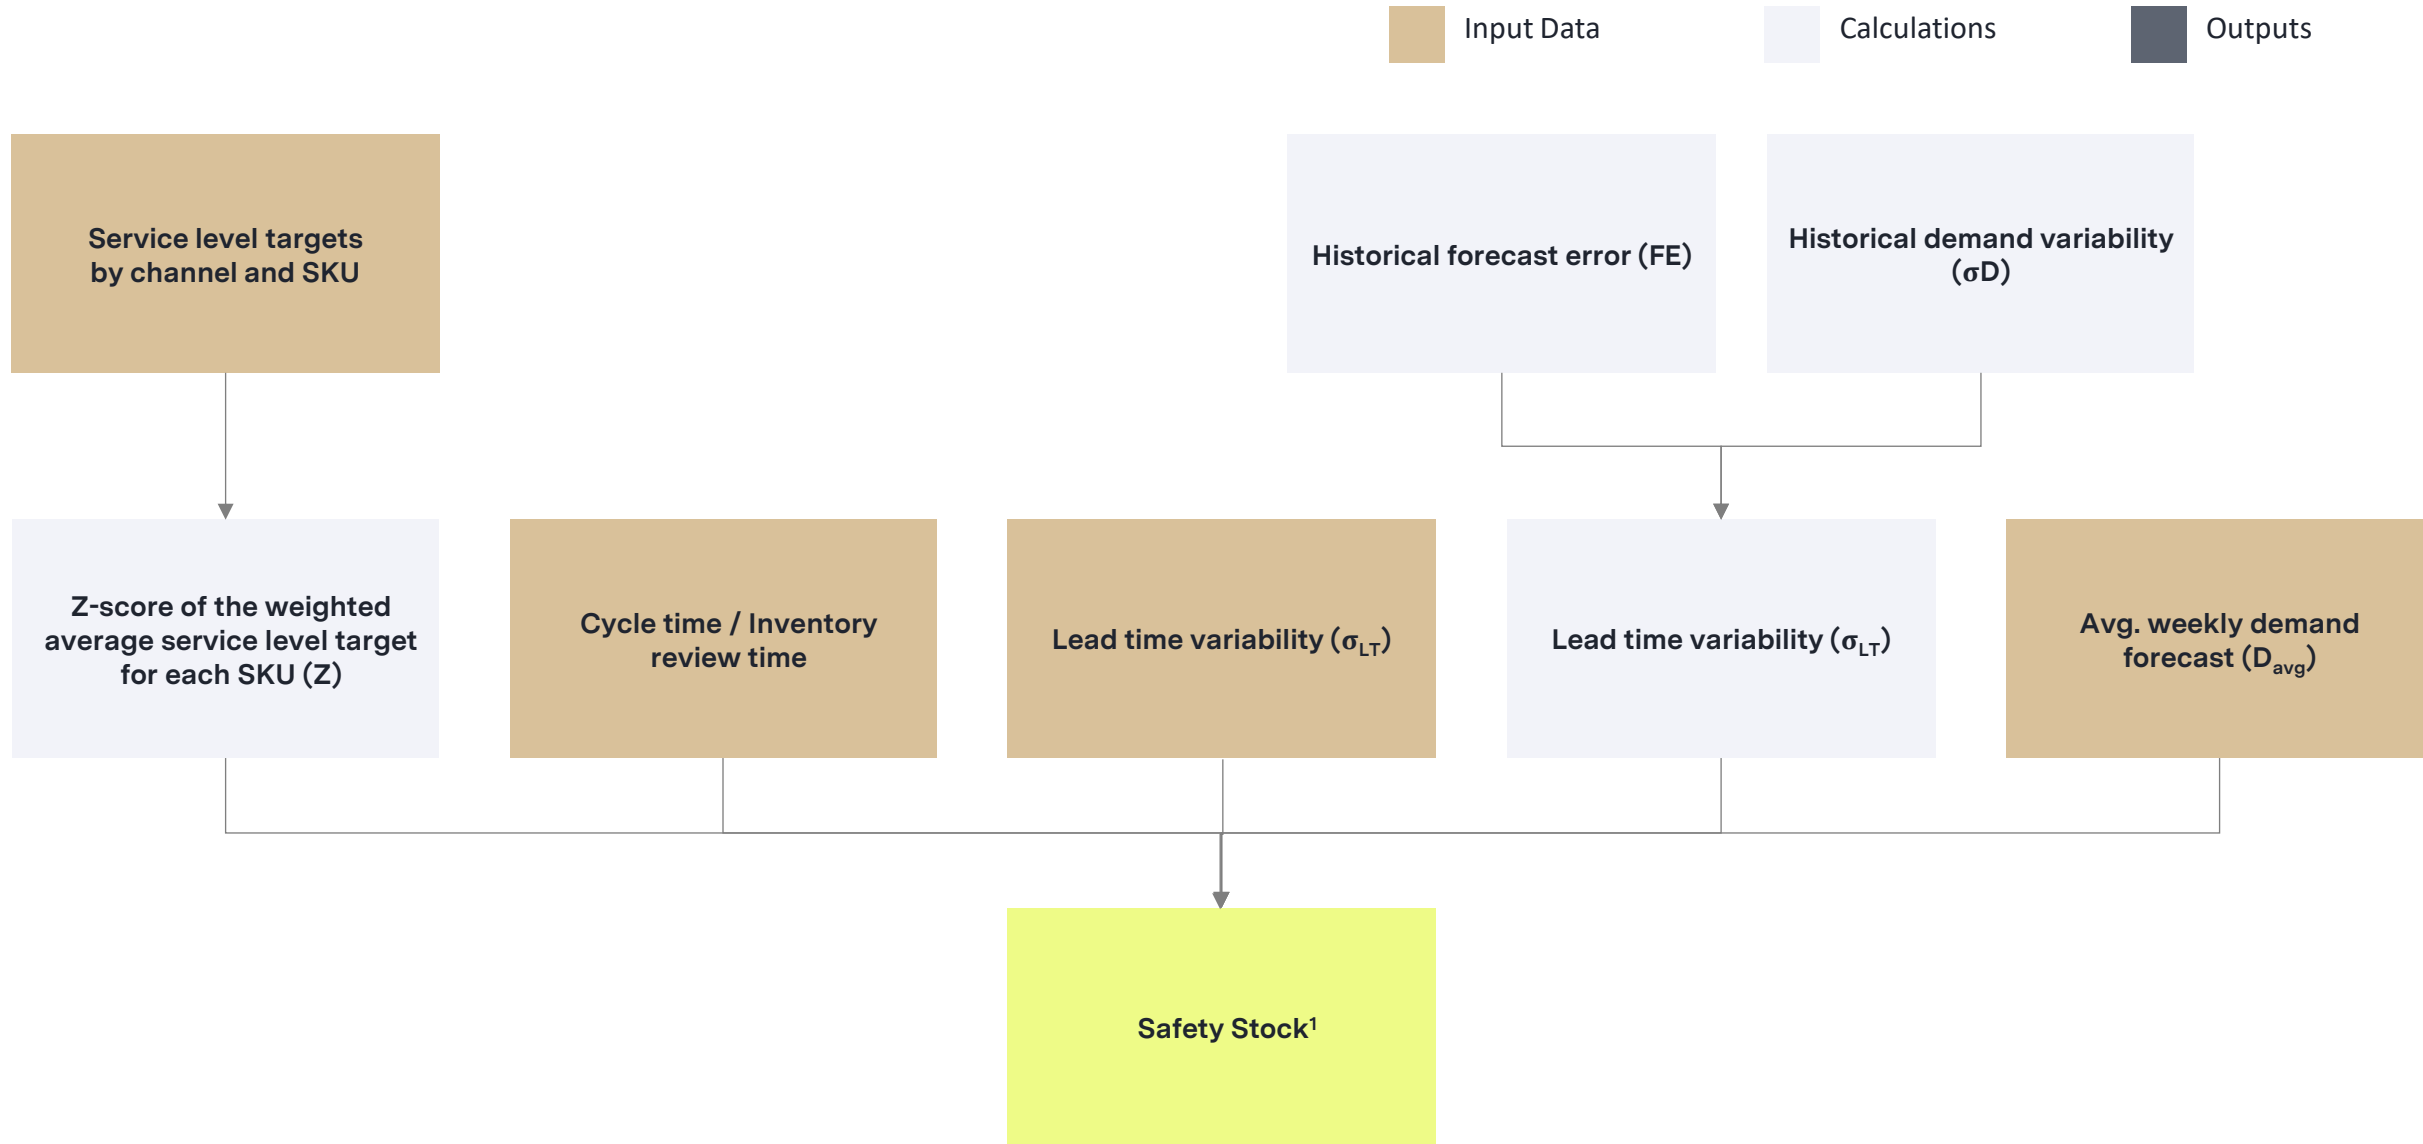 Input Data
Calculations
Outputs
Service level targets
by channel and SKU
Historical forecast error (FE)
Historical demand variability
(σD)
Z-score of the weighted
average service level target
for each SKU (Z)
Cycle time / Inventory
review time
Lead time variability (σLT)
Lead time variability (σLT)
Avg. weekly demand
forecast (Davg)
Safety Stock¹